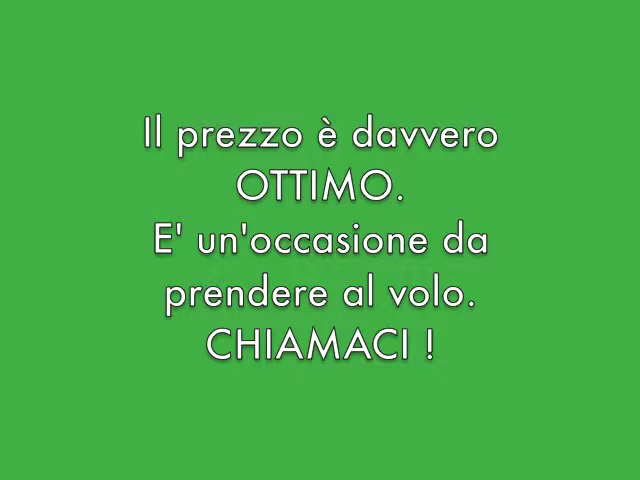 Il prezzo è davvero
OTTIMO.
E' un'occasione da
prendere al volo.
CHIAMACI !